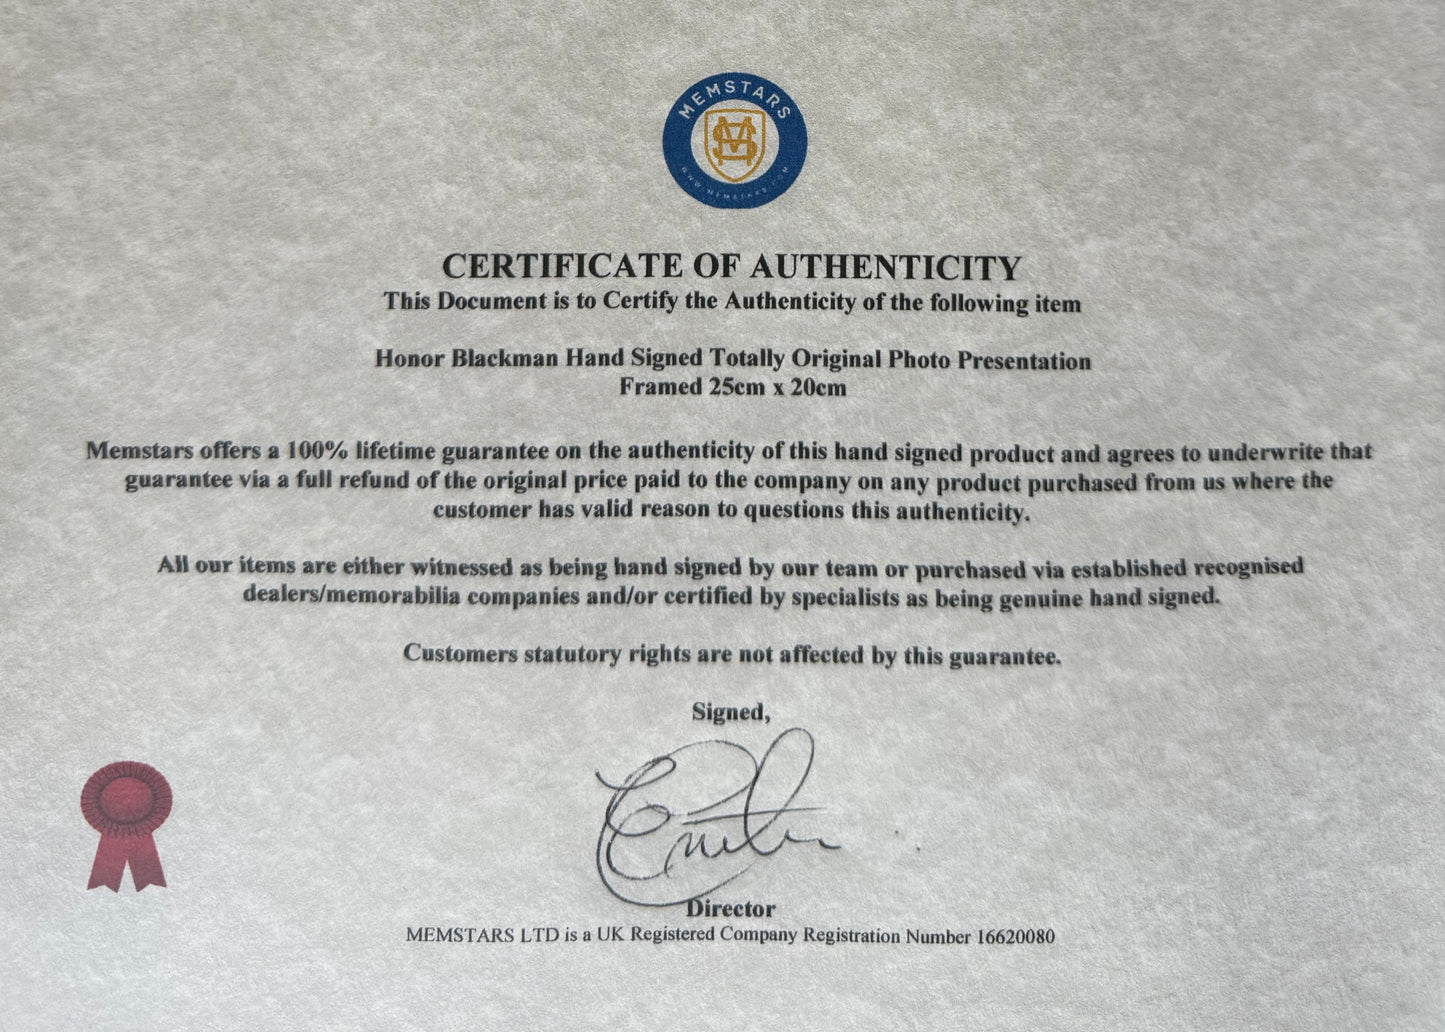 MEMSTARS
WWW.MEMSTARS.COM
CERTIFICATE OF AUTHENTICITY
This Document is to Certify the Authenticity of the following item
Honor Blackman Hand Signed Totally Original Photo Presentation
Framed 25cm x 20cm
Memstars offers a 100% lifetime guarantee on the authenticity of this hand signed product and agrees to underwrite that
guarantee via a full refund of the original price paid to the company on any product purchased from us where the
customer has valid reason to questions this authenticity.
All our items are either witnessed as being hand signed by our team or purchased via established recognised
dealers/memorabilia companies and/or certified by specialists as being genuine hand signed.
Customers statutory rights are not affected by this guarantee.
Signed,
Director
MEMSTARS LTD is a UK Registered Company Registration Number 16620080